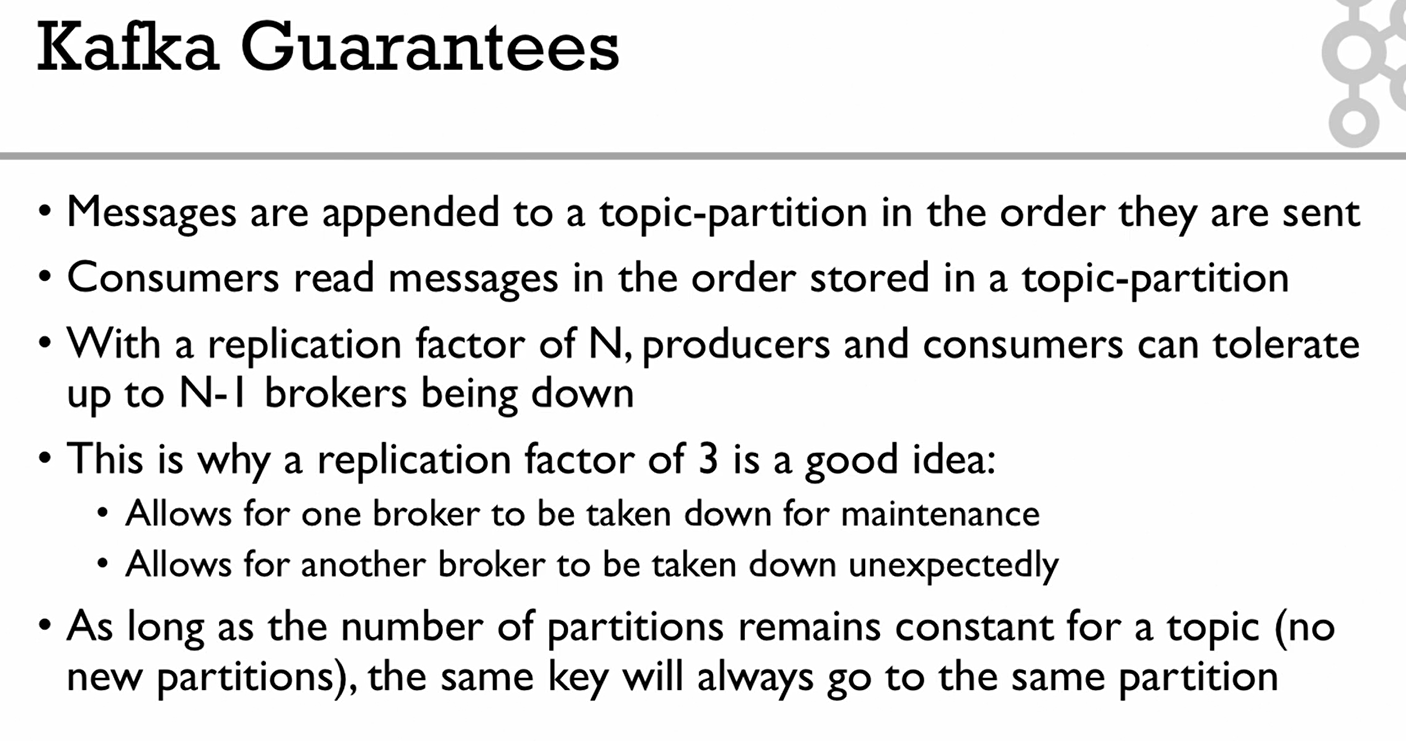 Kafka Guarantees
• Messages are appended to a topic-partition in the order they are sent
• Consumers read messages in the order stored in a topic-partition
• With a replication factor of N, producers and consumers can tolerate
up to N-1 brokers being down
• This is why a replication factor of 3 is a good idea:
• Allows for one broker to be taken down for maintenance
• Allows for another broker to be taken down unexpectedly
• As long as the number of partitions remains constant for a topic (no
new partitions), the same key will always go to the same partition